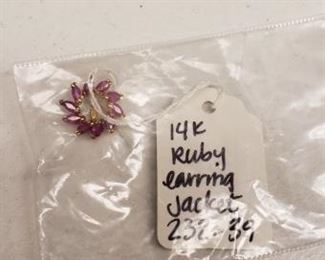 14K
Ruby
earring
Jacket
232-39